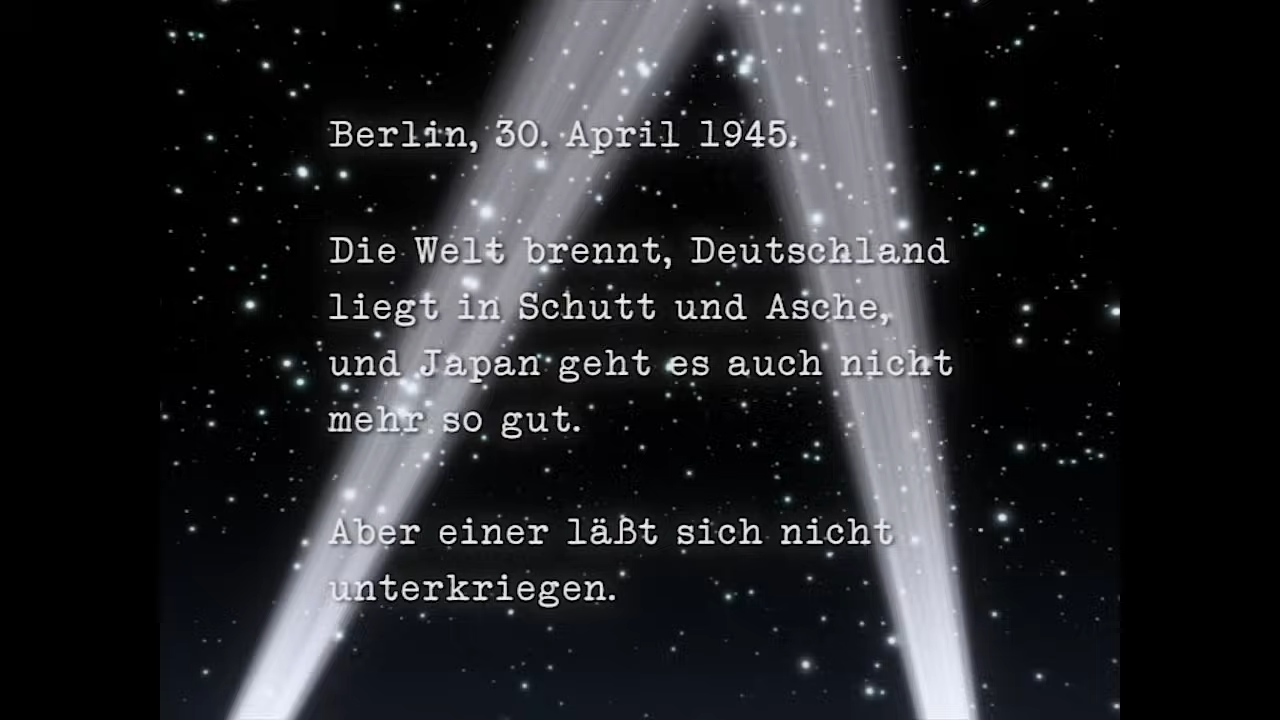 Berlin, 30. April 1945.
Die Welt brennt, Deutschland
liegt in Schutt und Asche,
und Japan geht es auch nicht
mehr so gut.
Aber einer läßt sich nicht
unterkriegen.